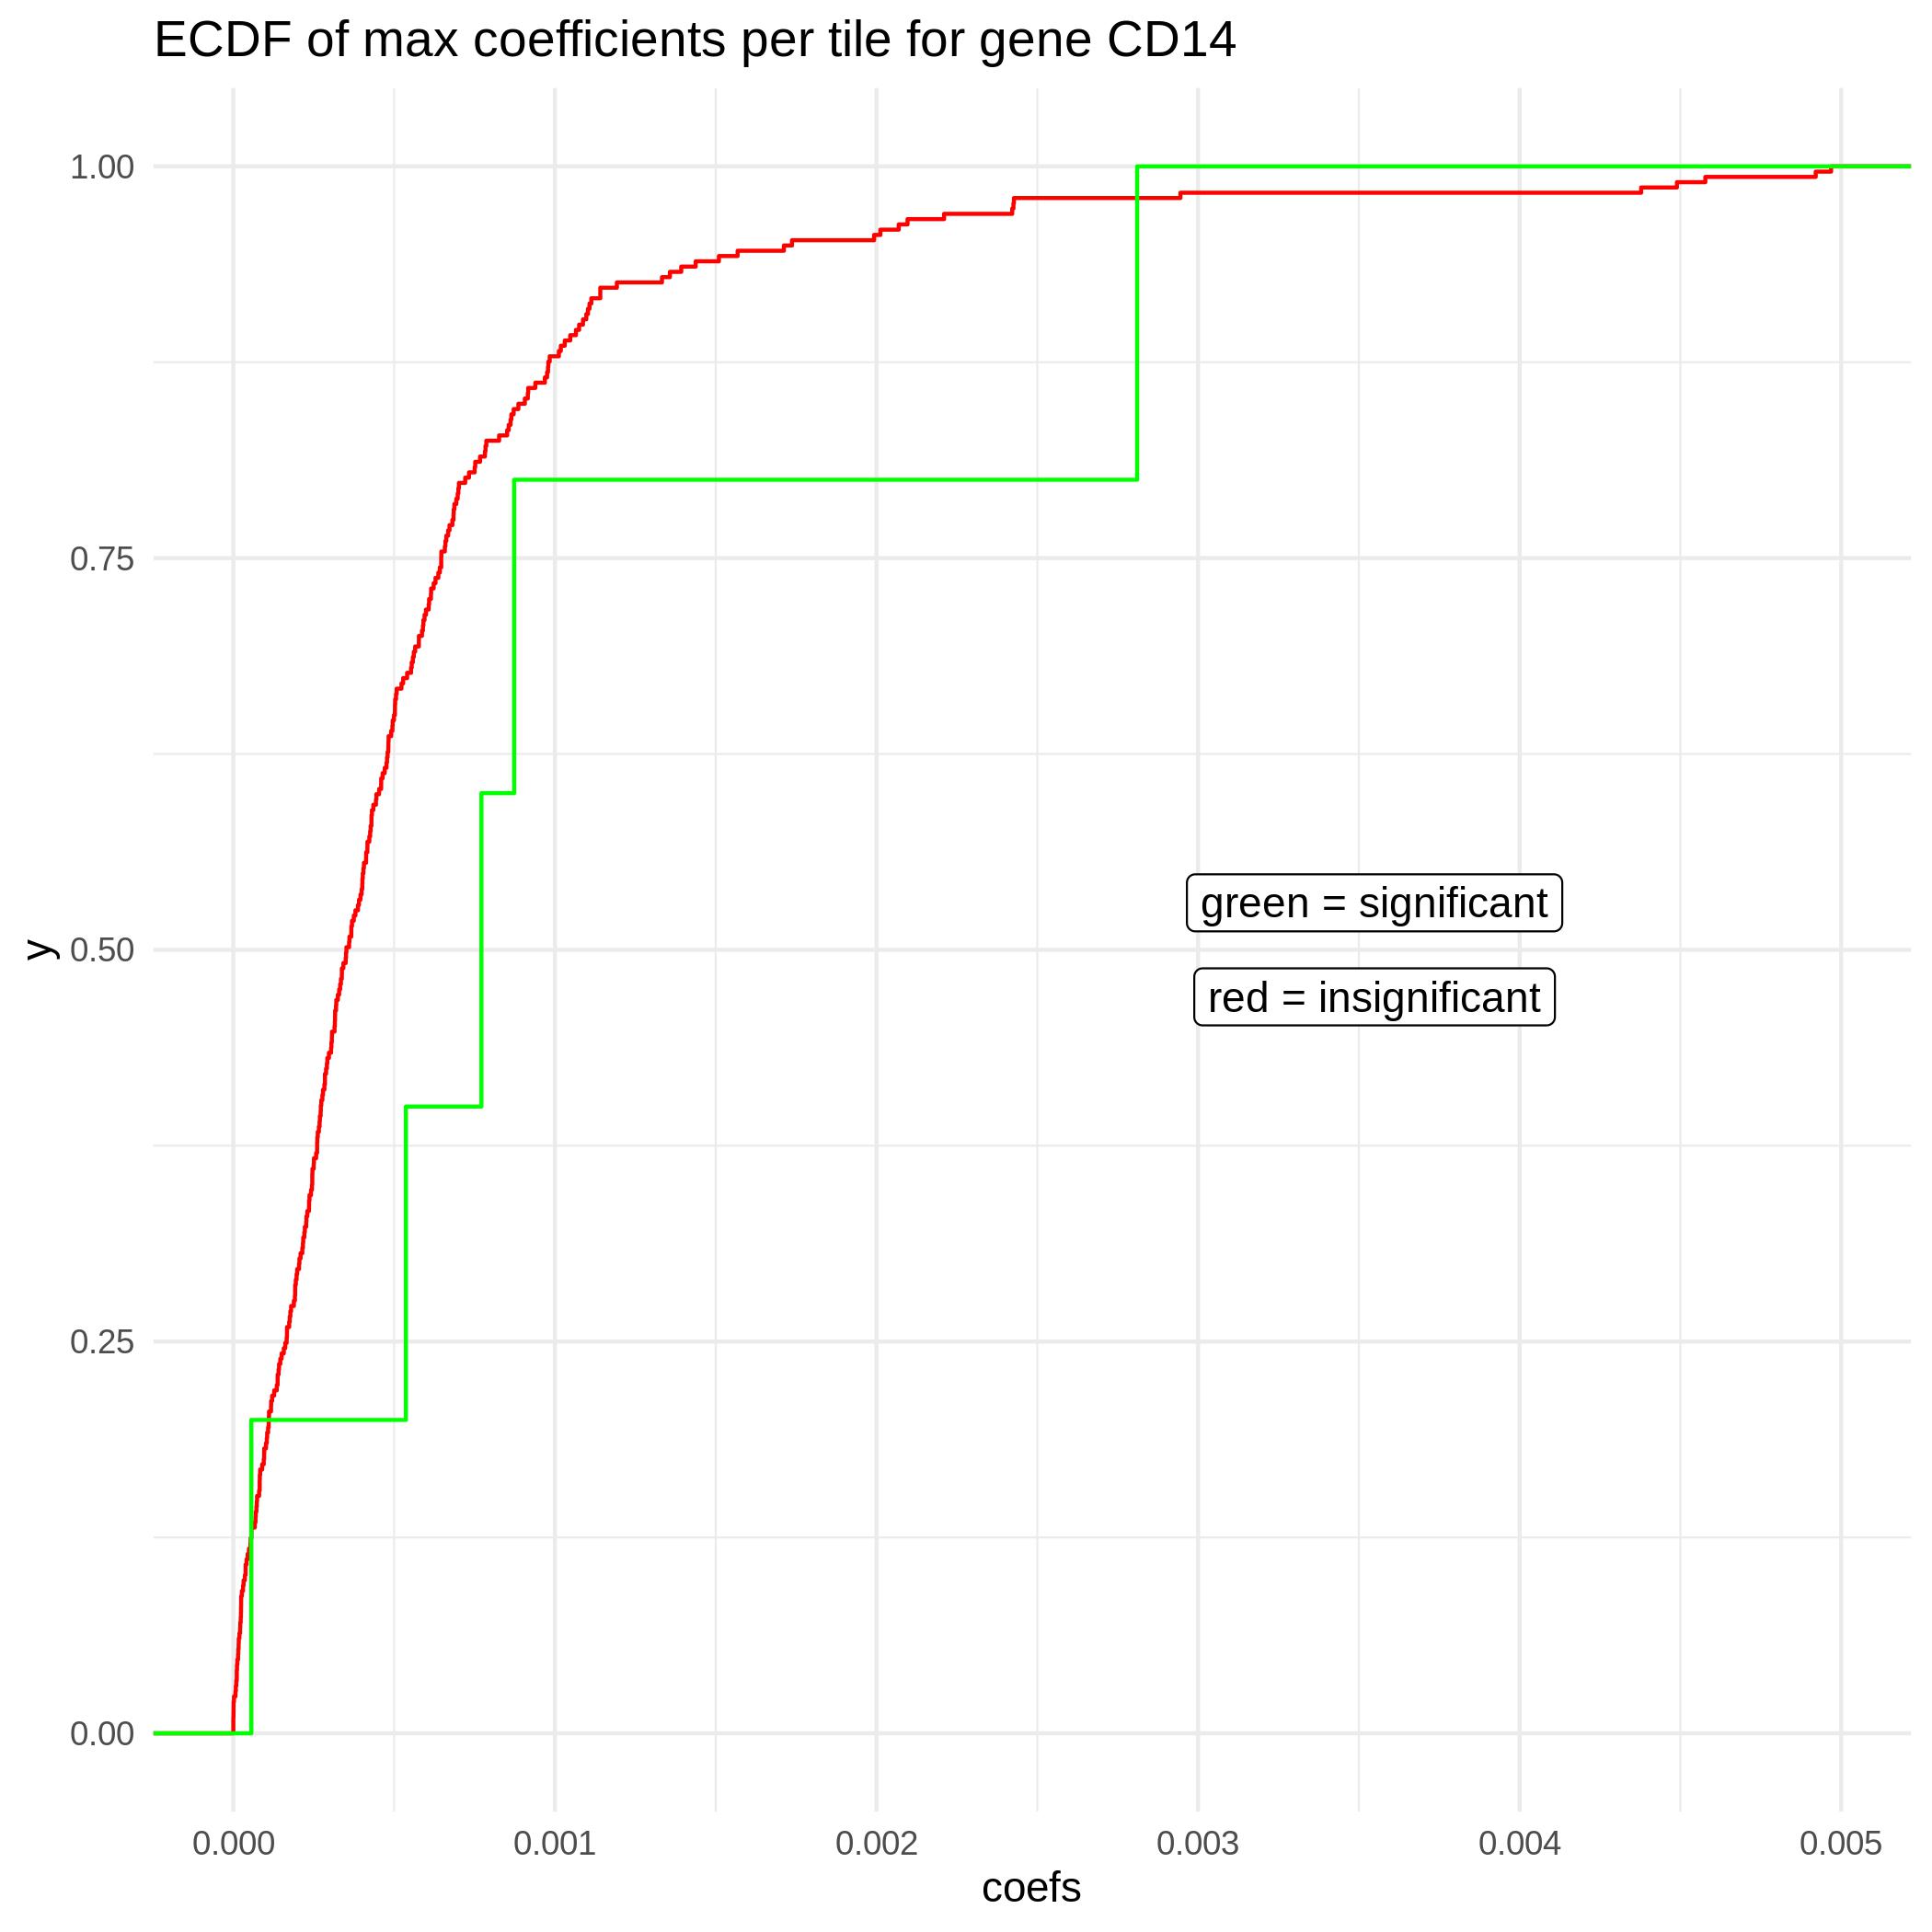 ECDF of max coefficients per tile for gene CD14
1.00
0.75
0.50
0.25
0.00
y
green = significant
red = insignificant
0.000 0.001 0.002 0.003 0.004 0.005
coefs